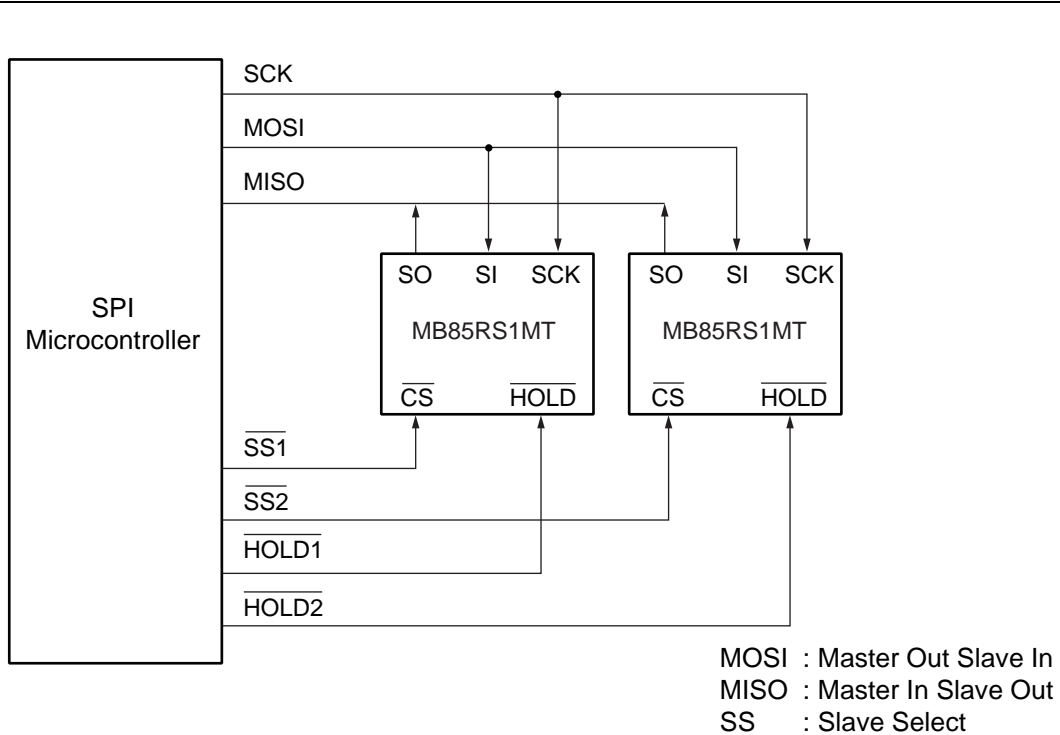 SCK
MOSI
MISO
SO SI SCK
SO SI SCK
SPI
Microcontroller
MB85RS1MT
MB85RS1MT
CS HOLD
CS HOLD
SS1
SS2
HOLD1
HOLD2
MOSI : Master Out Slave In
MISO : Master In Slave Out
SS : Slave Select